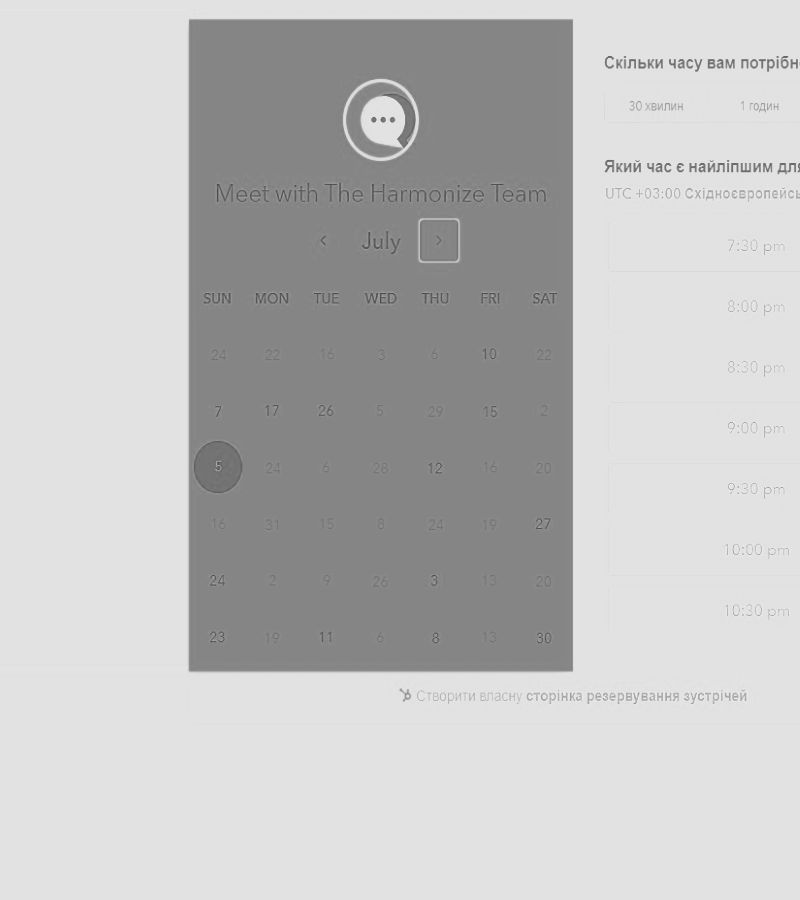 Meet with The Harmonize Team
July
SUN MON TUE WED THU FRI SAT
24 22 16 3 6 10 22
7 17 26 5 29 15 2
5 24 6 28 12 16 20
16 31 15 8 24 19 27
24 2 9 26 3 13 20
23 19 11 6 8 13 30
Скільки часу вам потрібно
30 хвилин 1 годин
Який час є найліпшим для
UTC +03:00 Східноєвропейсь
7:30 pm
8:00 pm
8:30 pm
9:00 pm
9:30 pm
10:00 pm
10:30 pm
Створити власну сторінка резервування зустрічей